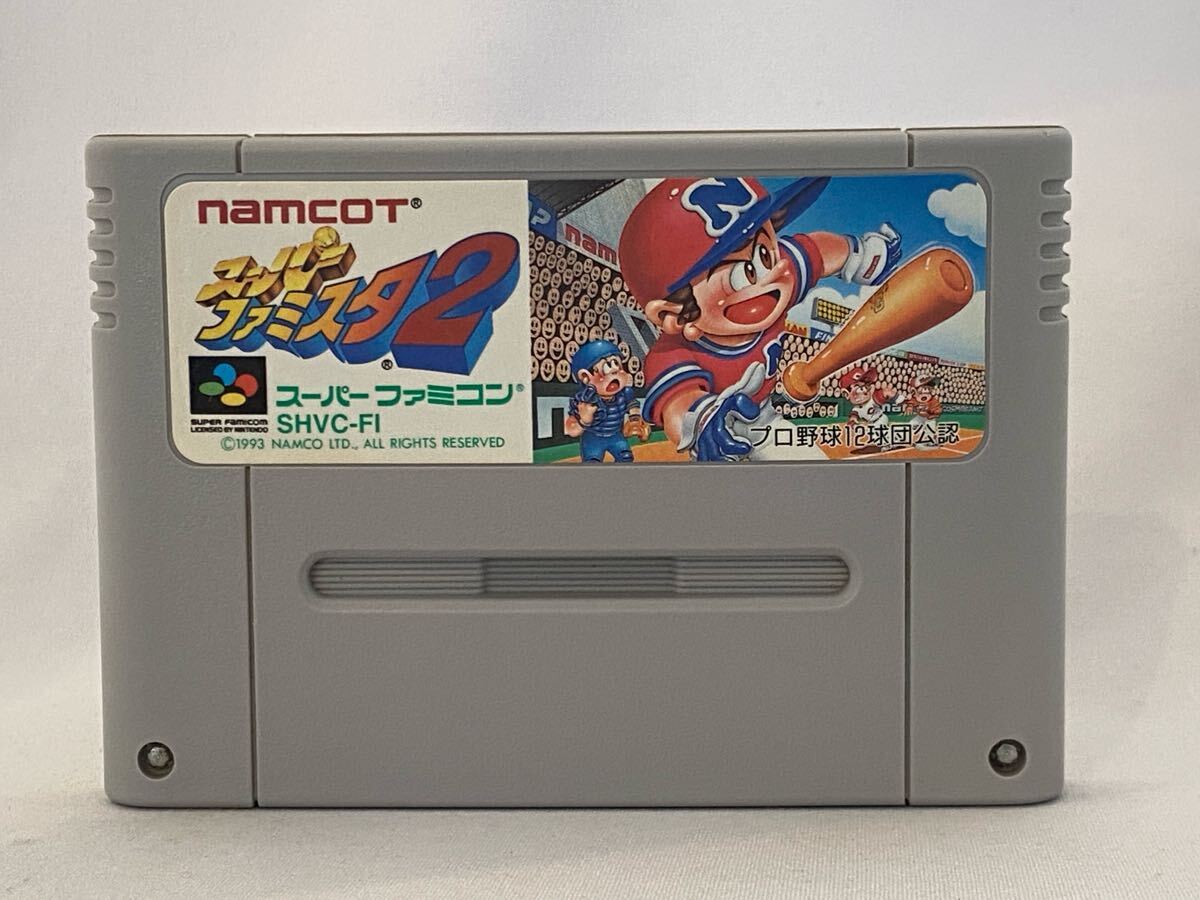 namcoT®
スーパー
ファミスタ2®
スーパーファミコン®
SUPER FAMICOM
LICENSED BY NINTENDO
SHVC-FI
©1993 NAMCO LTD., ALL RIGHTS RESERVED
N
nam
N
プロ野球12球団公認